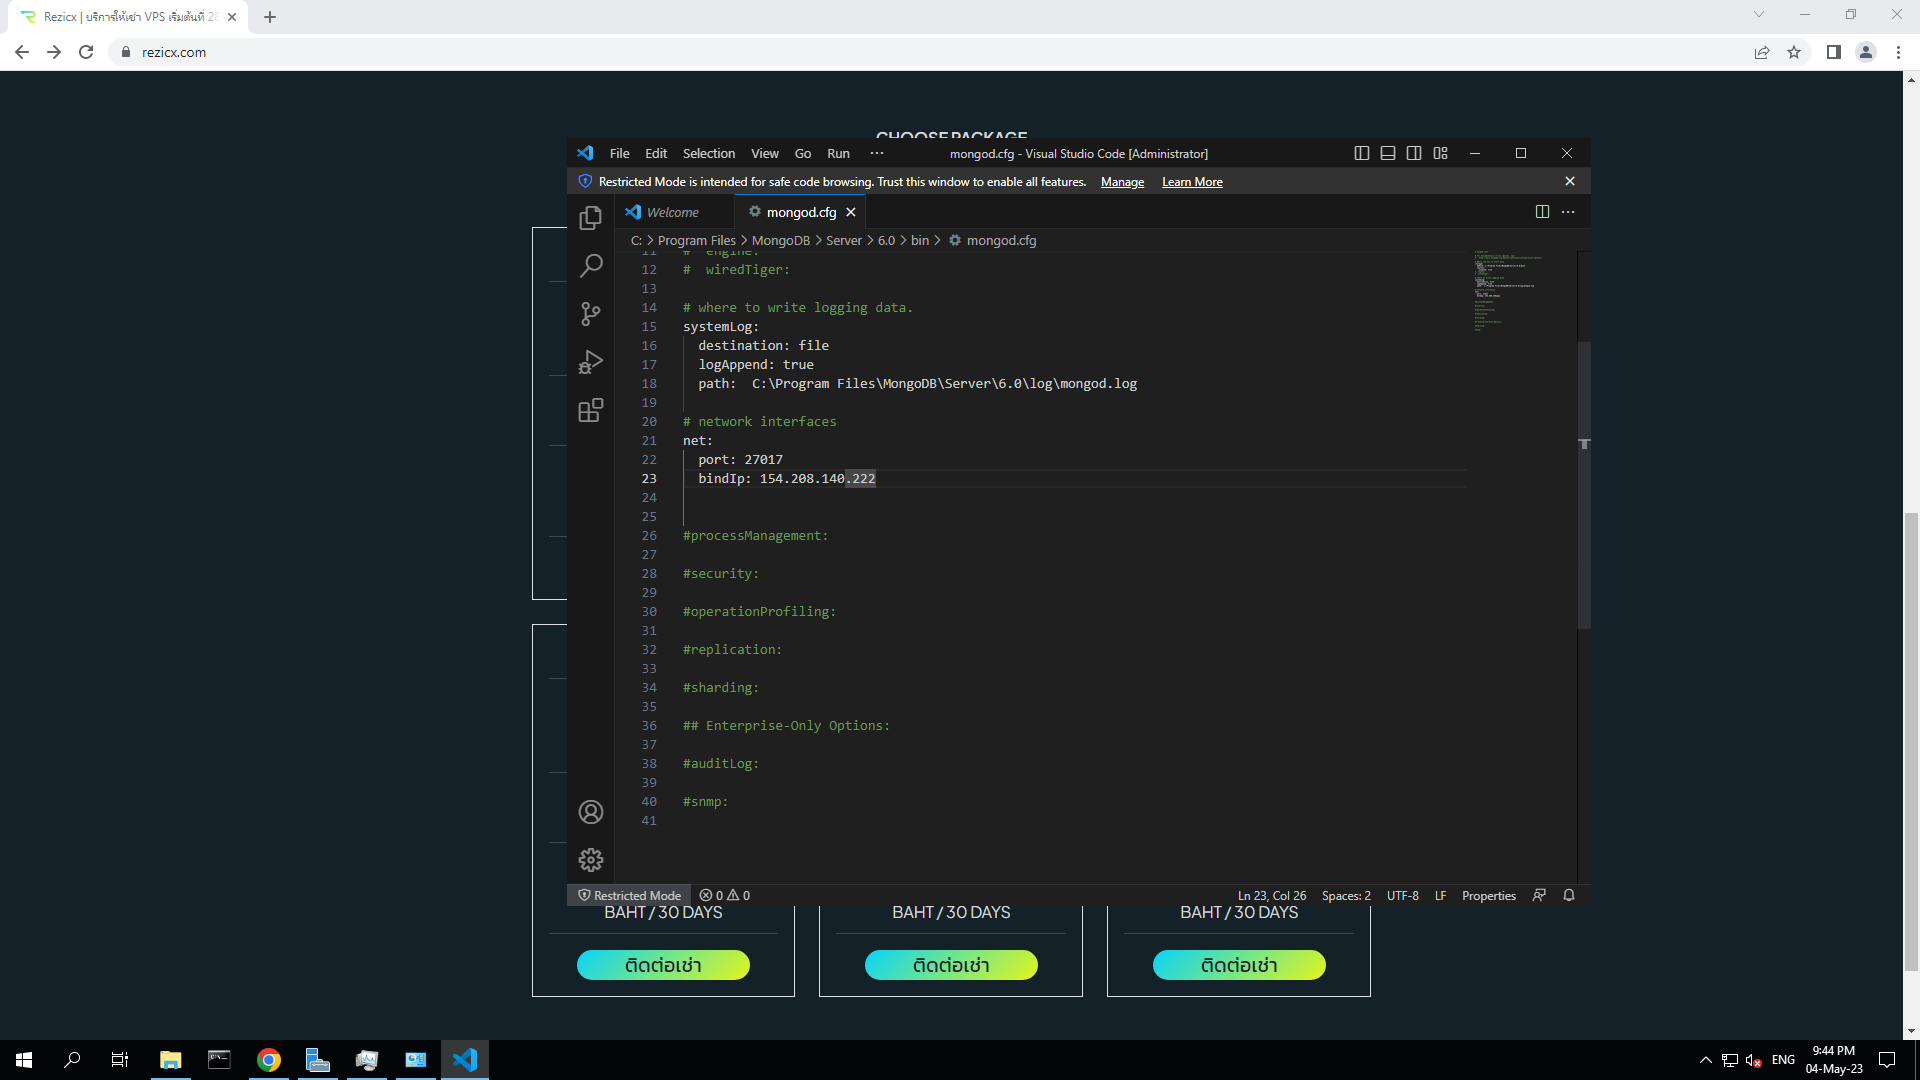 Rezicx | บริการให้เช่า VPS เริ่มต้นที่ 28
rezicx.com
CHOOSE PACKAGE
File Edit Selection View Go Run ··· mongod.cfg - Visual Studio Code [Administrator]
Restricted Mode is intended for safe code browsing. Trust this window to enable all features. Manage Learn More
Welcome mongod.cfg
C: > Program Files > MongoDB > Server > 6.0 > bin > mongod.cfg
11 # engine:
12 # wiredTiger:
13
14 # where to write logging data.
15 systemLog:
16 destination: file
17 logAppend: true
18 path: C:\Program Files\MongoDB\Server\6.0\log\mongod.log
19
20 # network interfaces
21 net:
22 port: 27017
23 bindIp: 154.208.140.222
24
25
26 #processManagement:
27
28 #security:
29
30 #operationProfiling:
31
32 #replication:
33
34 #sharding:
35
36 ## Enterprise-Only Options:
37
38 #auditLog:
39
40 #snmp:
41
Restricted Mode 0 0 Ln 23, Col 26 Spaces: 2 UTF-8 LF Properties
BAHT / 30 DAYS BAHT / 30 DAYS BAHT / 30 DAYS
ติดต่อเช่า ติดต่อเช่า ติดต่อเช่า
ENG 9:44 PM
04-May-23